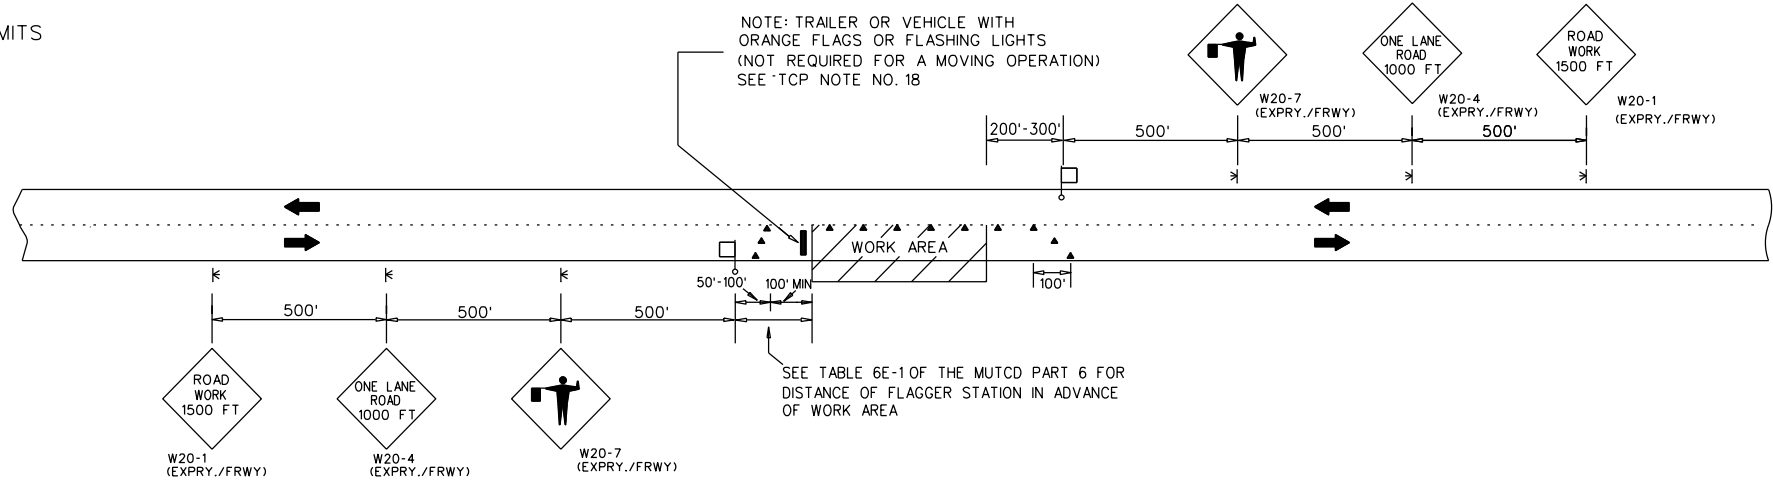 MITS
NOTE: TRAILER OR VEHICLE WITH
ORANGE FLAGS OR FLASHING LIGHTS
(NOT REQUIRED FOR A MOVING OPERATION)
SEE TCP NOTE NO. 18
ONE LANE
ROAD
1000 FT
ROAD
WORK
1500 FT
W20-7
(EXPRY./FRWY)
W20-4
(EXPRY./FRWY)
W20-1
(EXPRY./FRWY)
200'-300'
500'
500'
500'
WORK AREA
50'-100'
100' MIN
100'
500'
500'
500'
SEE TABLE 6E-1 OF THE MUTCD PART 6 FOR
DISTANCE OF FLAGGER STATION IN ADVANCE
OF WORK AREA
ROAD
WORK
1500 FT
ONE LANE
ROAD
1000 FT
W20-1
(EXPRY./FRWY)
W20-4
(EXPRY./FRWY)
W20-7
(EXPRY./FRWY)